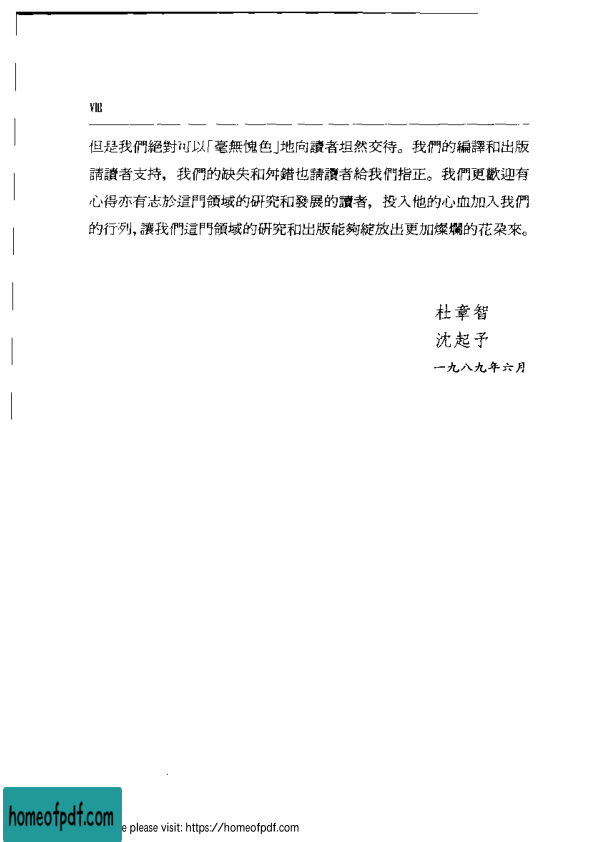 VIII
但是我們絕對可以「毫無愧色」地向讀者坦然交待。我們的編譯和出版
請讀者支持，我們的缺失和舛錯也請讀者給我們指正。我們更歡迎有
心得亦有志於這門領域的研究和發展的讀者，投入他的心血加入我們
的行列，讓我們這門領域的研究和出版能夠綻放出更加燦爛的花朶來。
杜章智
沈起予
一九八九年六月
homeofpdf.com
e please visit: https://homeofpdf.com